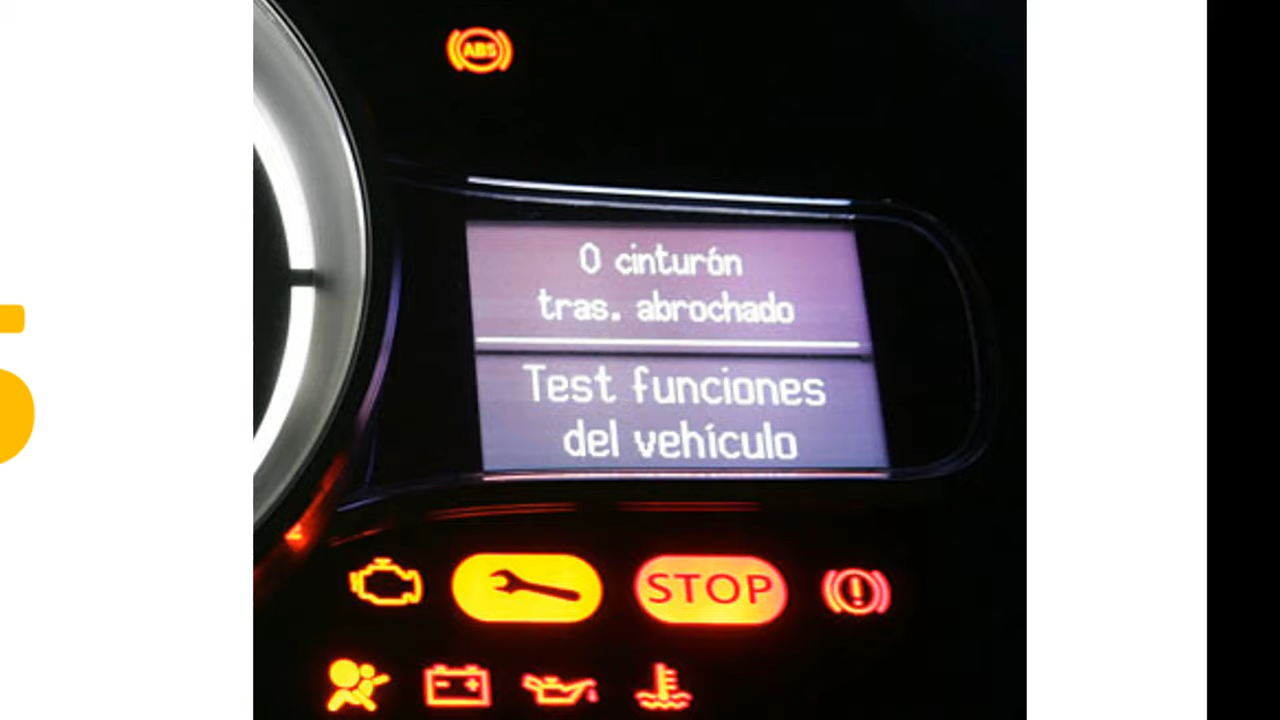 ABS
0 cinturón
tras. abrochado
Test funciones
del vehículo
STOP